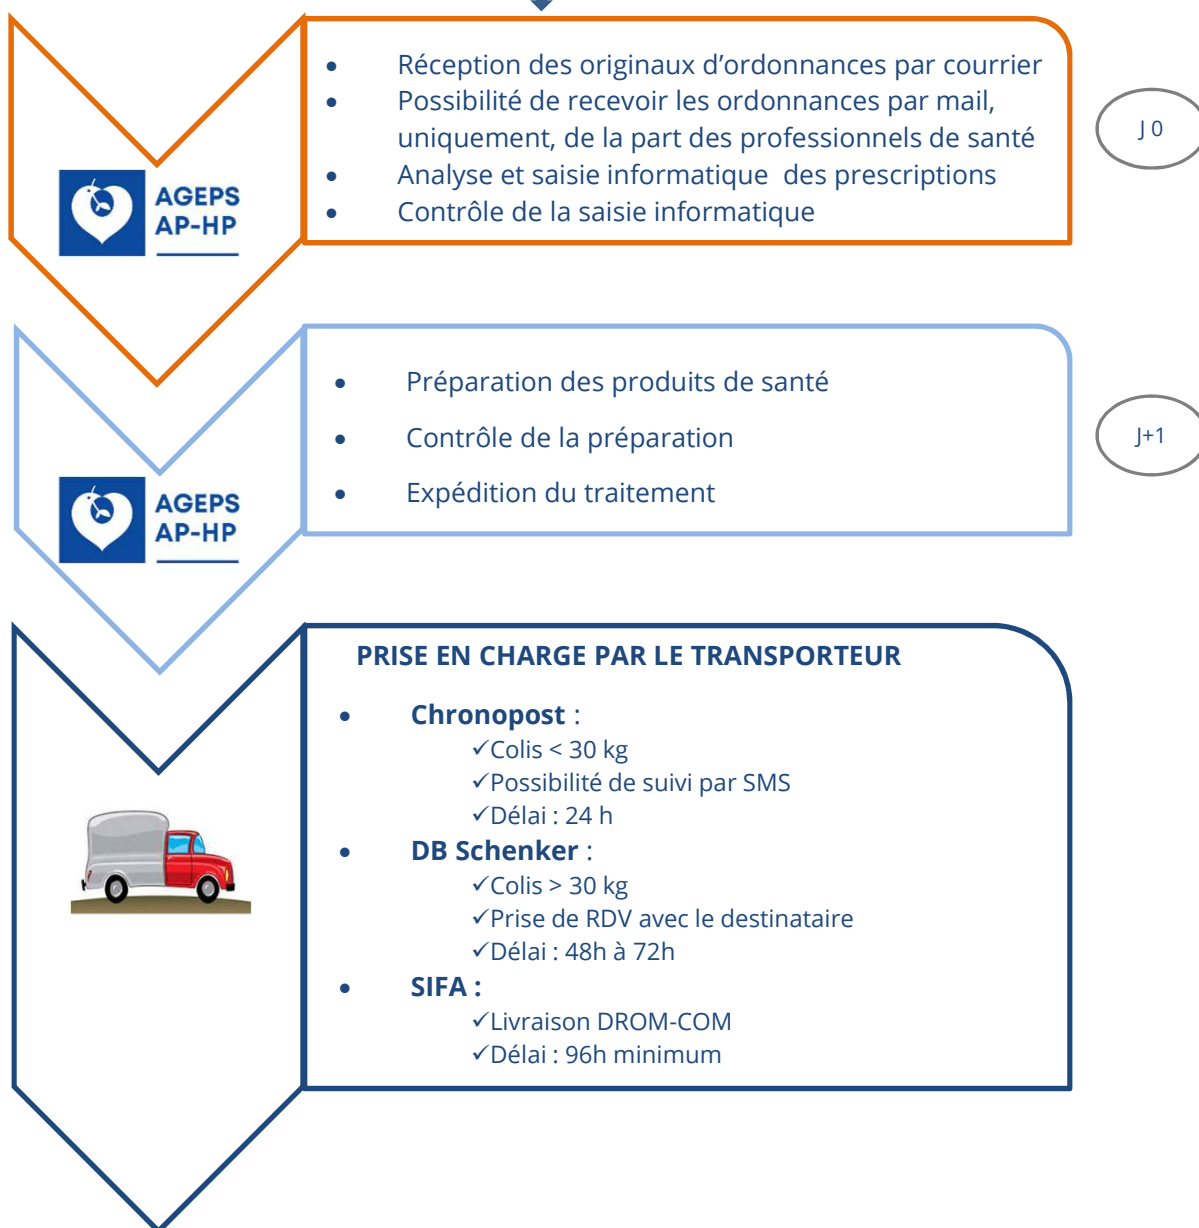 • Réception des originaux d’ordonnances par courrier
• Possibilité de recevoir les ordonnances par mail,
uniquement, de la part des professionnels de santé
• Analyse et saisie informatique des prescriptions
• Contrôle de la saisie informatique
J 0
AGEPS
AP-HP
• Préparation des produits de santé
• Contrôle de la préparation
• Expédition du traitement
J+1
AGEPS
AP-HP
PRISE EN CHARGE PAR LE TRANSPORTEUR
• Chronopost :
✓Colis < 30 kg
✓Possibilité de suivi par SMS
✓Délai : 24 h
• DB Schenker :
✓Colis > 30 kg
✓Prise de RDV avec le destinataire
✓Délai : 48h à 72h
• SIFA :
✓Livraison DROM-COM
✓Délai : 96h minimum